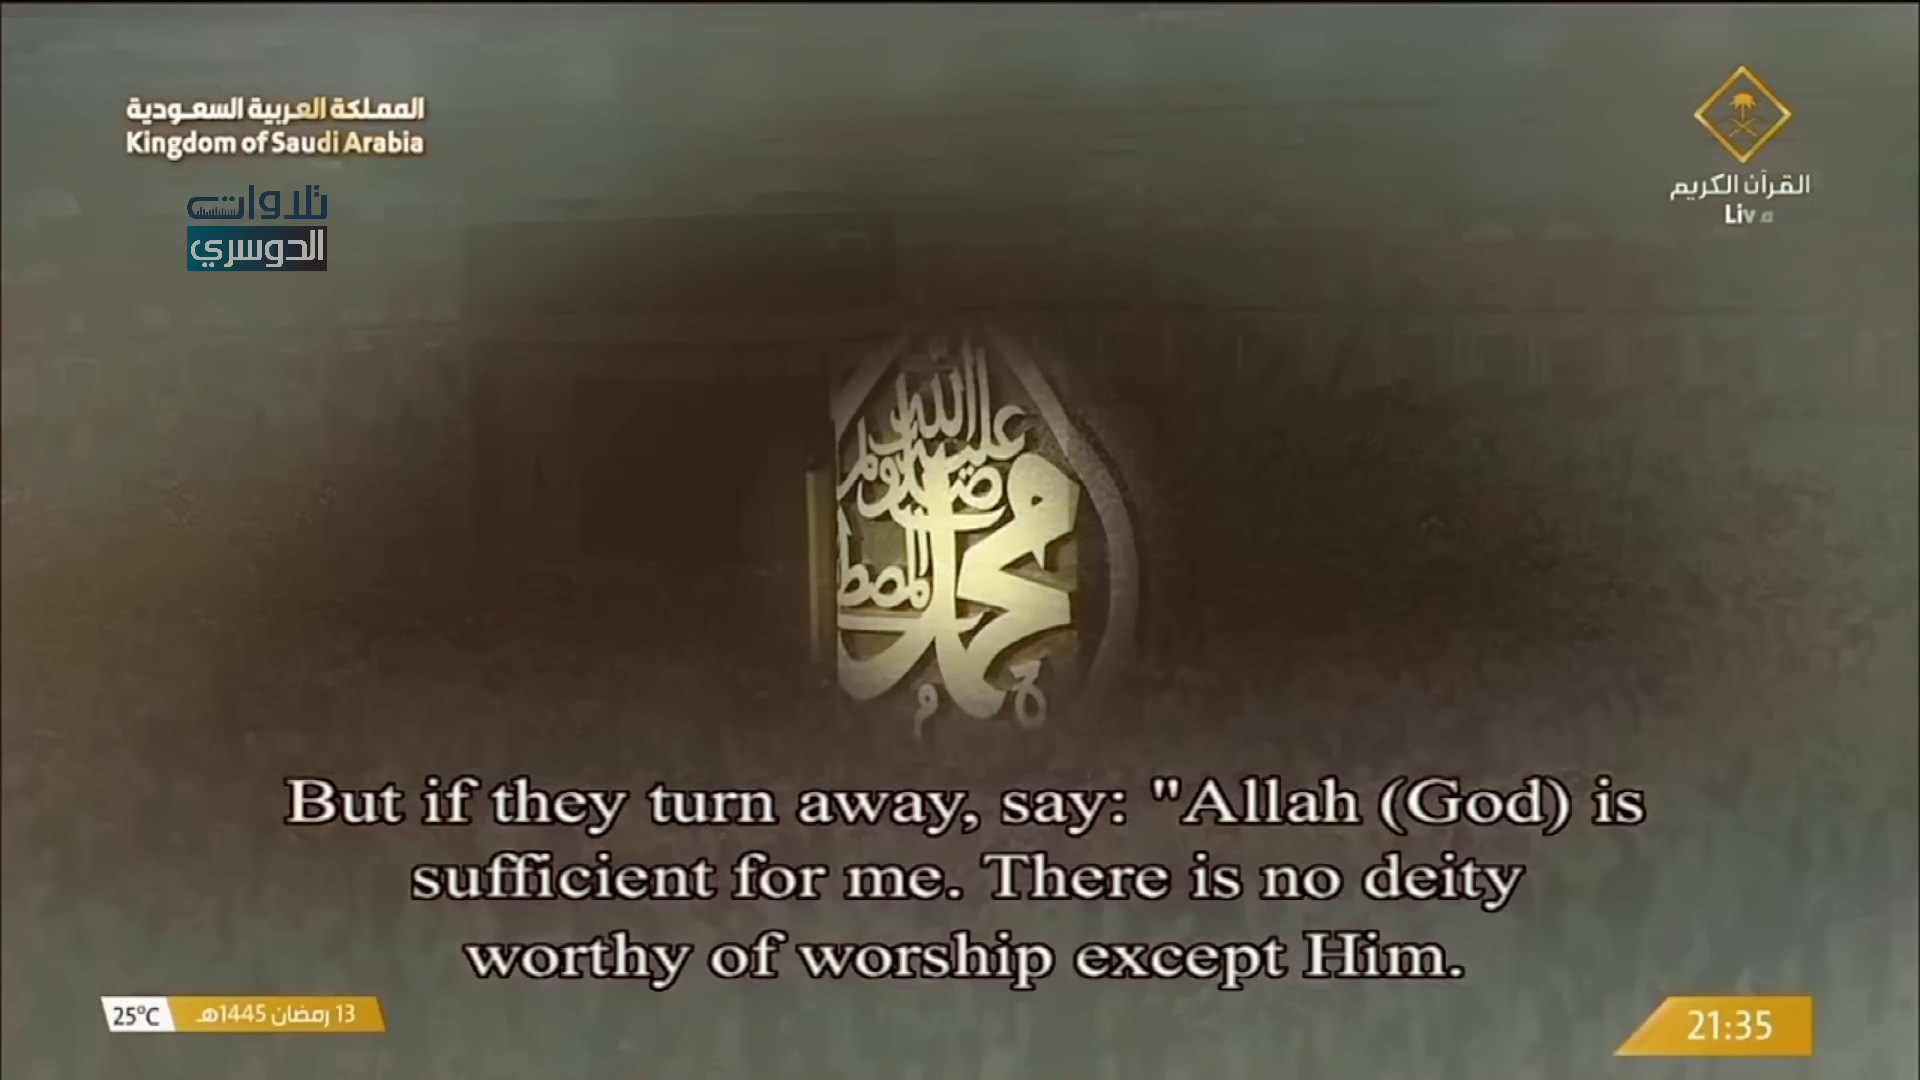 المملكة العربية السعودية
Kingdom of Saudi Arabia
تلاوات
الدوسري
القرآن الكريم
Live
الله
عليه
صلى
وسلم
محمد
But if they turn away, say: "Allah (God) is
sufficient for me. There is no deity
worthy of worship except Him.
25°C
13 رمضان 1445هـ
21:35